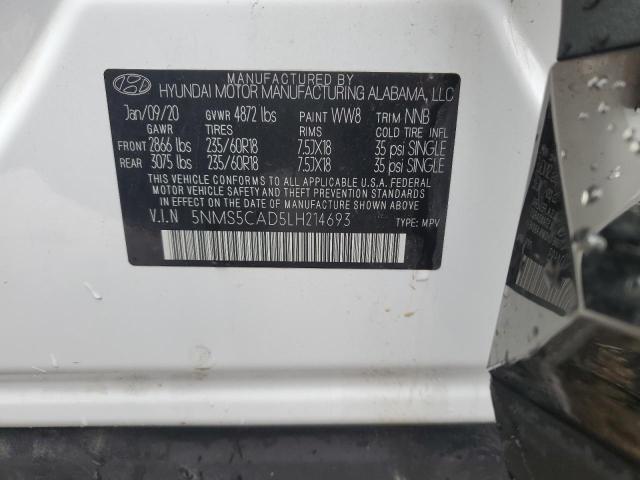 MANUFACTURED BY
HYUNDAI MOTOR MANUFACTURING ALABAMA, LLC
Jan/09/20 GVWR 4872 lbs PAINT WW8 TRIM NNB
GAWR TIRES RIMS COLD TIRE INFL
FRONT 2866 lbs 235/60R18 7.5JX18 35 psi SINGLE
REAR 3075 lbs 235/60R18 7.5JX18 35 psi SINGLE
THIS VEHICLE CONFORMS TO ALL APPLICABLE U.S.A. FEDERAL
MOTOR VEHICLE SAFETY, BUMPER, AND THEFT PREVENTION STANDARDS
IN EFFECT ON THE DATE OF MANUFACTURE SHOWN ABOVE.
V.I.N 5NMS5CAD5LH214693 TYPE: MPV